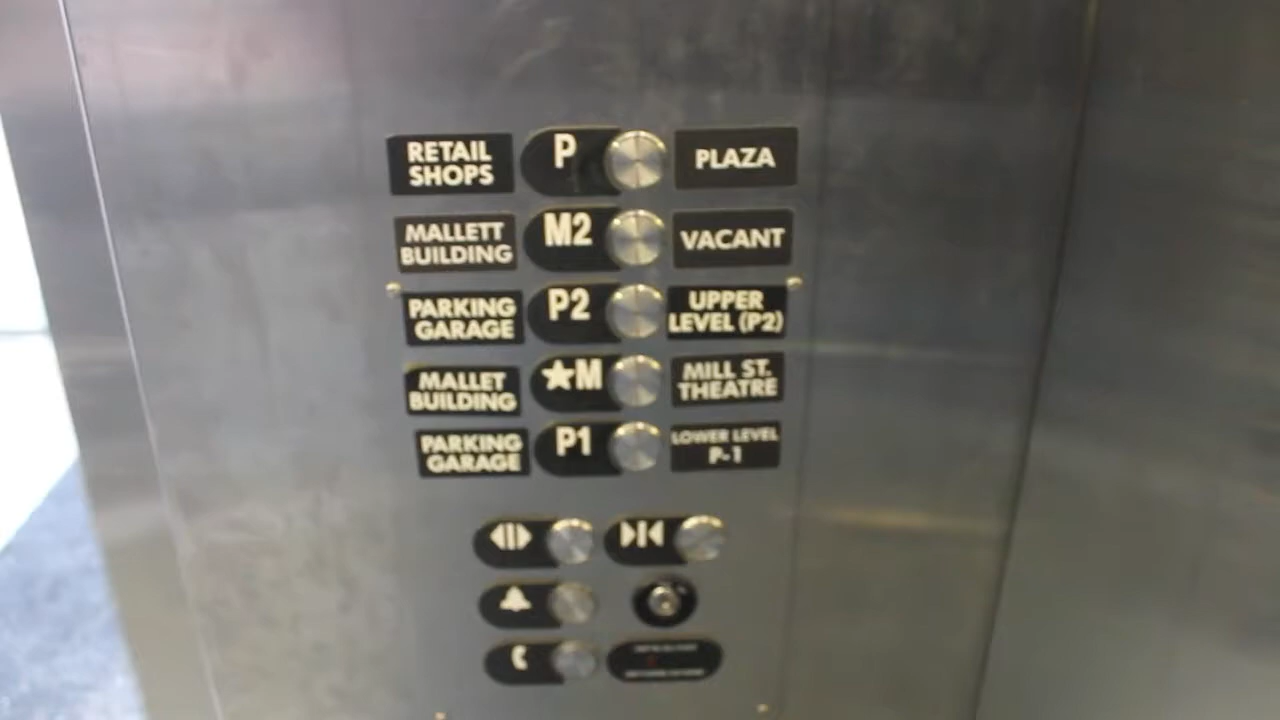 RETAIL
SHOPS
P
PLAZA
MALLETT
BUILDING
M2
VACANT
PARKING
GARAGE
P2
UPPER
LEVEL (P2)
MALLET
BUILDING
★M
MILL ST.
THEATRE
PARKING
GARAGE
P1
LOWER LEVEL
P-1